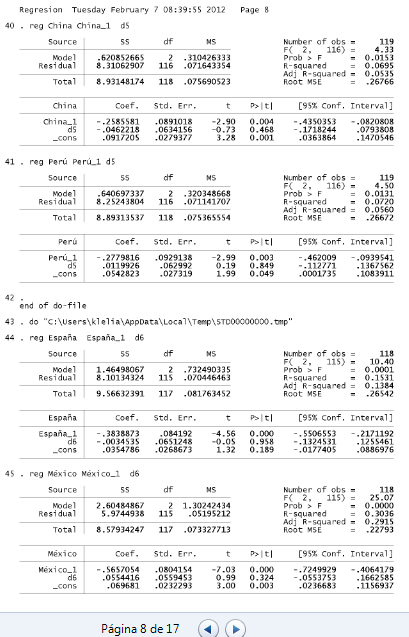 Regresion Tuesday February 7 08:39:55 2012 Page 8
40 . reg China China_1 d5
Source SS df MS Number of obs = 119
F( 2, 116) = 4.33
Model .620852665 2 .310426333 Prob > F = 0.0153
Residual 8.31062907 116 .071643354 R-squared = 0.0695
Adj R-squared = 0.0535
Total 8.93148174 118 .075690523 Root MSE = .26766
China Coef. Std. Err. t P>|t| [95% Conf. Interval]
China_1 -.2585581 .0891018 -2.90 0.004 -.4350353 -.0820808
d5 -.0462218 .0634156 -0.73 0.468 -.1718244 .0793808
_cons .0917205 .0279377 3.28 0.001 .0363864 .1470546
41 . reg Perú Perú_1 d5
Source SS df MS Number of obs = 119
F( 2, 116) = 4.50
Model .640697337 2 .320348668 Prob > F = 0.0131
Residual 8.25243804 116 .071141707 R-squared = 0.0720
Adj R-squared = 0.0560
Total 8.89313537 118 .075365554 Root MSE = .26672
Perú Coef. Std. Err. t P>|t| [95% Conf. Interval]
Perú_1 -.2779816 .0929138 -2.99 0.003 -.462009 -.0939541
d5 .0119926 .062992 0.19 0.849 -.112771 .1367562
_cons .0542823 .027319 1.99 0.049 .0001735 .1083911
42 .
end of do-file
43 . do "C:\Users\klelia\AppData\Local\Temp\STD00000000.tmp"
44 . reg España España_1 d6
Source SS df MS Number of obs = 118
F( 2, 115) = 10.40
Model 1.46498067 2 .732490335 Prob > F = 0.0001
Residual 8.10134324 115 .070446463 R-squared = 0.1531
Adj R-squared = 0.1384
Total 9.56632391 117 .081763452 Root MSE = .26542
España Coef. Std. Err. t P>|t| [95% Conf. Interval]
España_1 -.3838873 .084192 -4.56 0.000 -.5506553 -.2171192
d6 -.0034535 .0651248 -0.05 0.958 -.1324531 .1255461
_cons .0354786 .0268673 1.32 0.189 -.0177405 .0886976
45 . reg México México_1 d6
Source SS df MS Number of obs = 118
F( 2, 115) = 25.07
Model 2.60484867 2 1.30242434 Prob > F = 0.0000
Residual 5.9744938 115 .05195212 R-squared = 0.3036
Adj R-squared = 0.2915
Total 8.57934247 117 .073327713 Root MSE = .22793
México Coef. Std. Err. t P>|t| [95% Conf. Interval]
México_1 -.5657054 .0804154 -7.03 0.000 -.7249929 -.4064179
d6 .0554416 .0559453 0.99 0.324 -.0553753 .1662585
_cons .069681 .0232293 3.00 0.003 .0236683 .1156937
Página 8 de 17